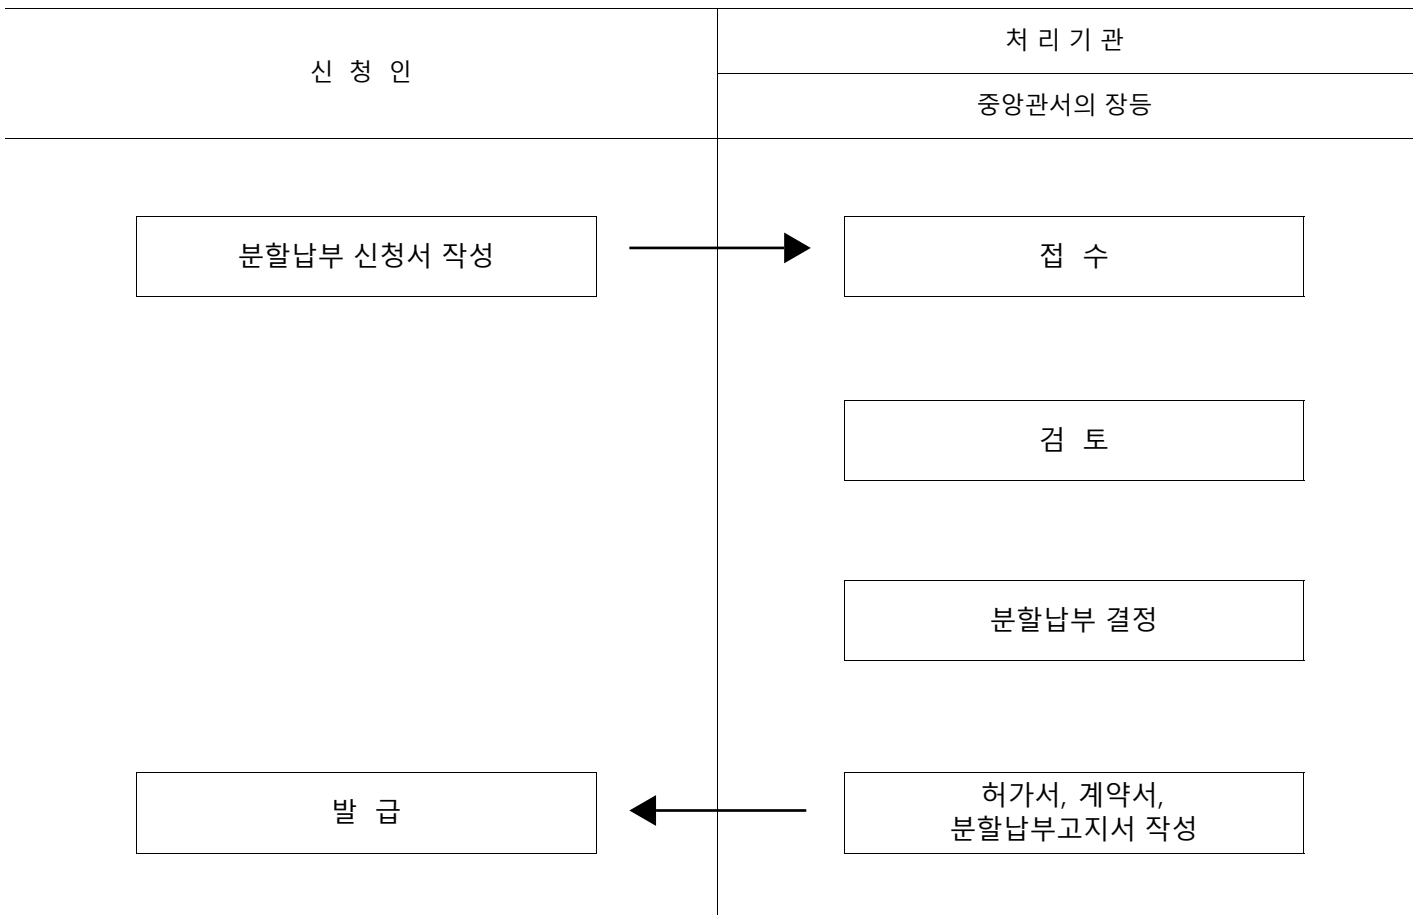 신 청 인
처 리 기 관
중앙관서의 장등
분할납부 신청서 작성
접 수
검 토
분할납부 결정
발 급
허가서, 계약서,
분할납부고지서 작성